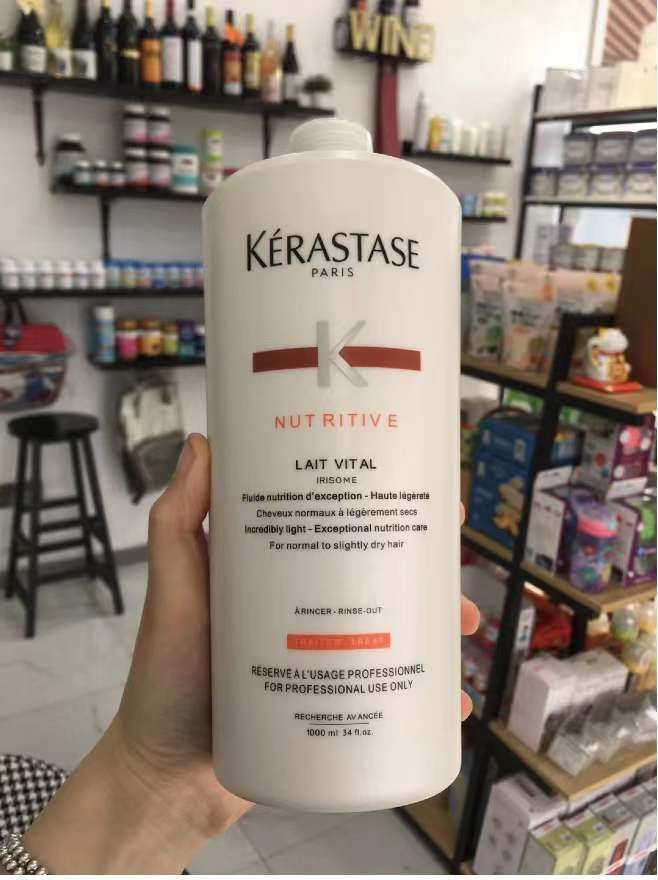 WINE
KÉRASTASE
PARIS
K
NUTRITIVE
LAIT VITAL
IRISOME
Fluide nutrition d'exception - Haute légèreté
Cheveux normaux à légèrement secs
Incredibly light - Exceptional nutrition care
For normal to slightly dry hair
À RINCER - RINSE-OUT
TRAITEM. - TREAT
RÉSERVÉ À L'USAGE PROFESSIONNEL
FOR PROFESSIONAL USE ONLY
RECHERCHE AVANCÉE
1000 ml 34 fl.oz.